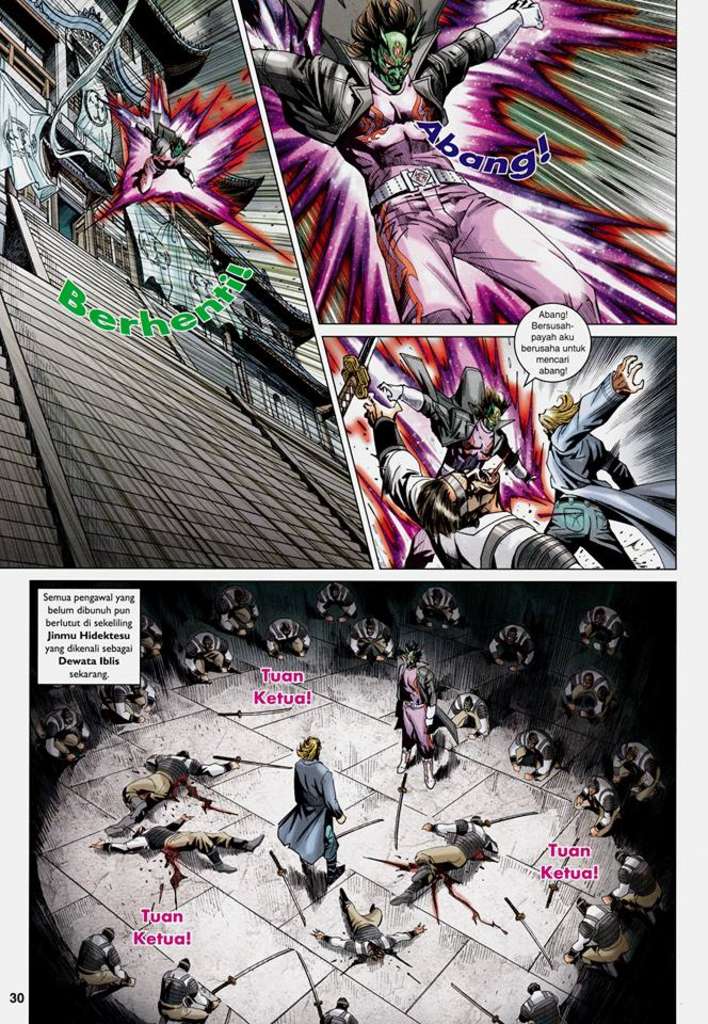 Berhenti!
Abang!
Abang!
Bersusah-
payah aku
berusaha untuk
mencari
abang!
Semua pengawal yang
belum dibunuh pun
berlutut di sekeliling
Jinmu Hidektesu
yang dikenali sebagai
Dewata Iblis
sekarang.
Tuan
Ketua!
Tuan
Ketua!
Tuan
Ketua!
30